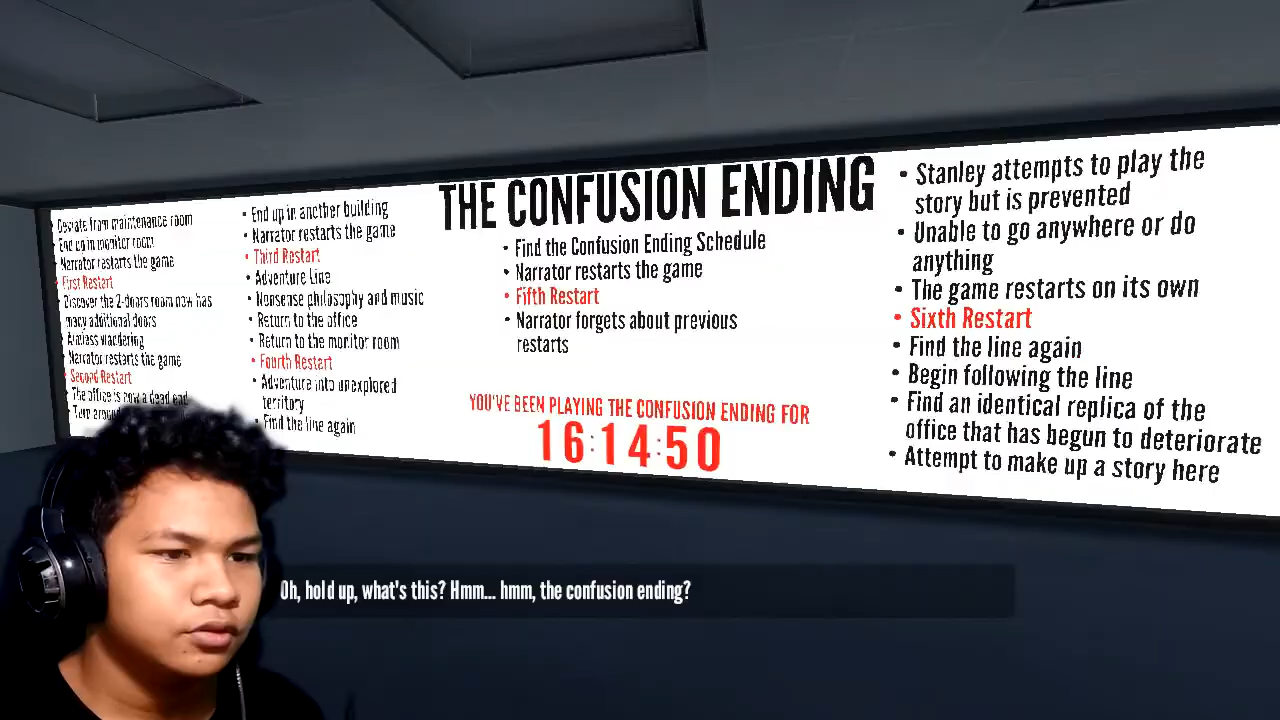 Deviate from maintenance room
End up in monitor room
Narrator restarts the game
First Restart
Discover the 2-doors room now has
many additional doors
Aimless wandering
Narrator restarts the game
Second Restart
The office is now a dead end
Turn around
• End up in another building
• Narrator restarts the game
• Third Restart
• Adventure Line
• Nonsense philosophy and music
• Return to the office
• Return to the monitor room
• Fourth Restart
• Adventure into unexplored
territory
• Find the line again
THE CONFUSION ENDING
• Find the Confusion Ending Schedule
• Narrator restarts the game
• Fifth Restart
• Narrator forgets about previous
restarts
YOU'VE BEEN PLAYING THE CONFUSION ENDING FOR
16:14:50
• Stanley attempts to play the
story but is prevented
• Unable to go anywhere or do
anything
• The game restarts on its own
• Sixth Restart
• Find the line again
• Begin following the line
• Find an identical replica of the
office that has begun to deteriorate
• Attempt to make up a story here
Oh, hold up, what's this? Hmm... hmm, the confusion ending?